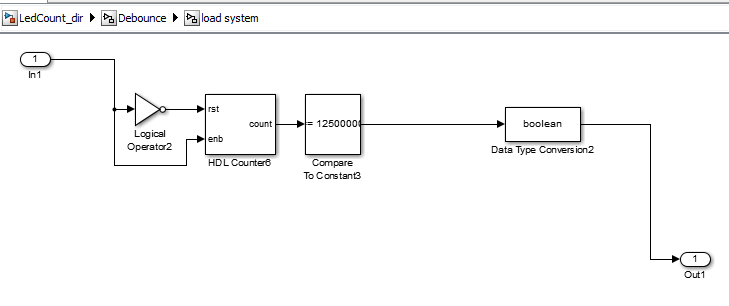 LedCount_dir Debounce load system
1
In1
Logical
Operator2
rst
count
enb
HDL Counter6
= 1250000
Compare
To Constant3
boolean
Data Type Conversion2
1
Out1